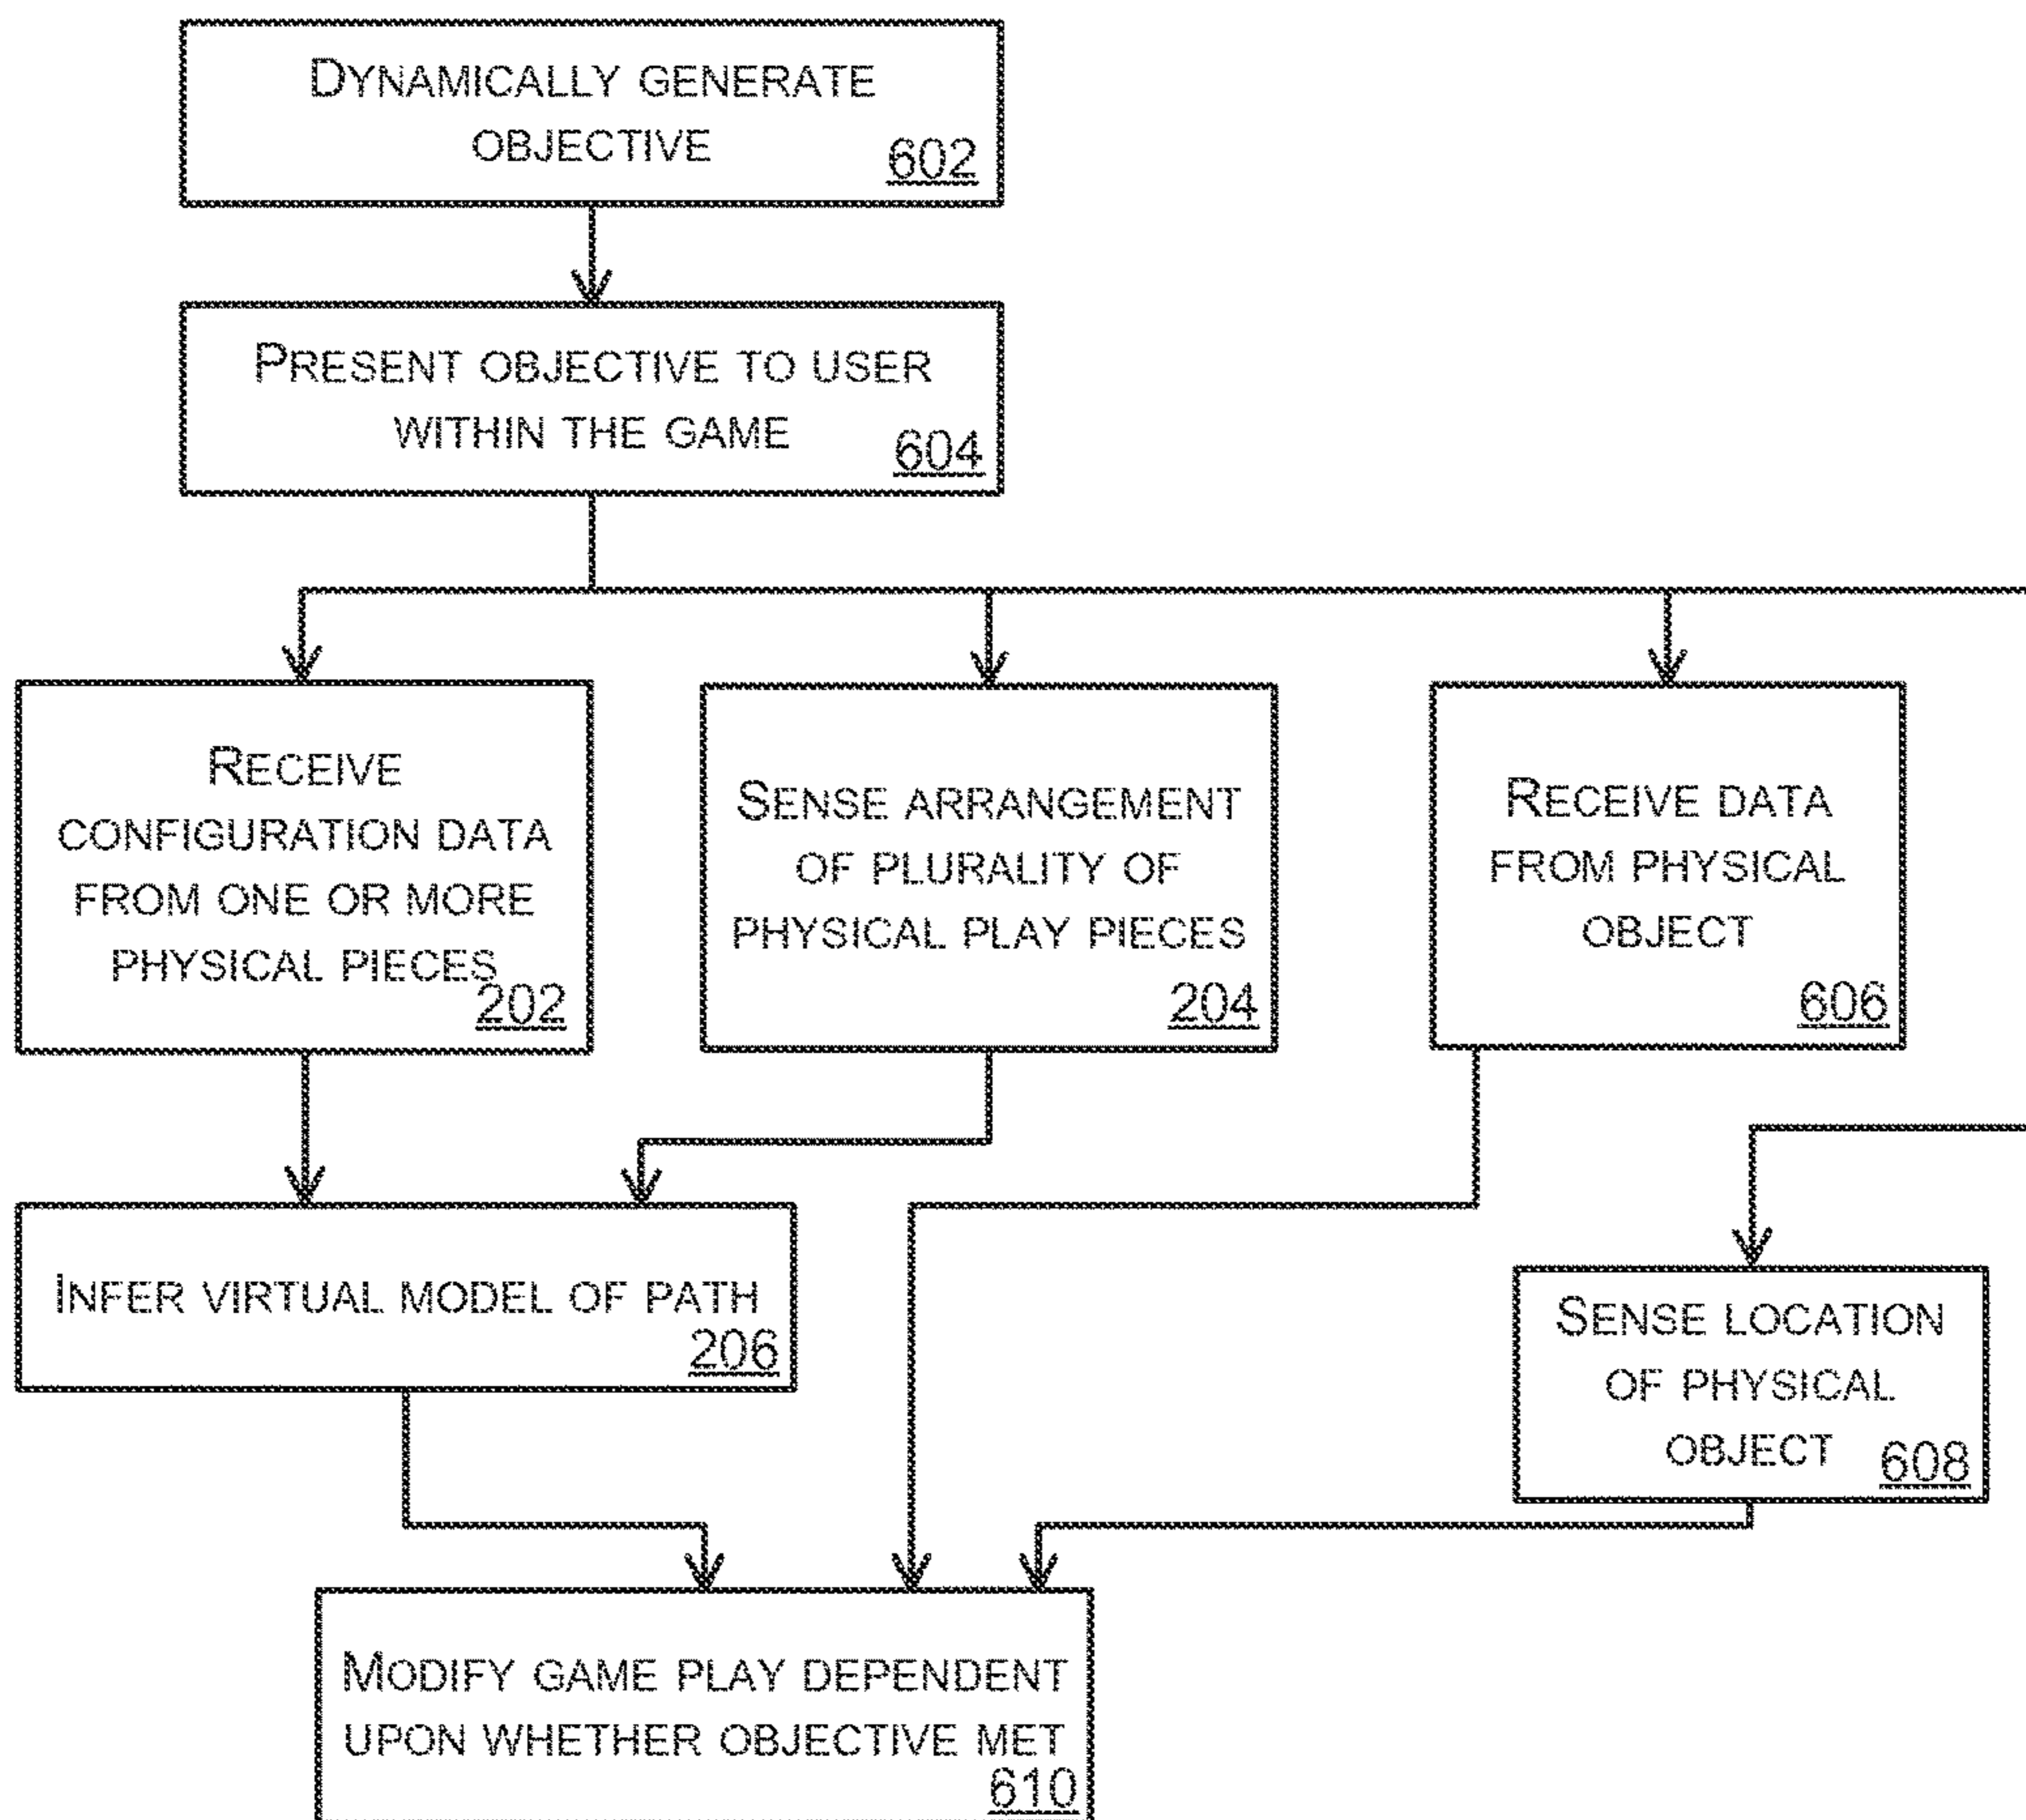 DYNAMICALLY GENERATE
OBJECTIVE
602
PRESENT OBJECTIVE TO USER
WITHIN THE GAME
604
RECEIVE
CONFIGURATION DATA
FROM ONE OR MORE
PHYSICAL PIECES
202
SENSE ARRANGEMENT
OF PLURALITY OF
PHYSICAL PLAY PIECES
204
RECEIVE DATA
FROM PHYSICAL
OBJECT
606
INFER VIRTUAL MODEL OF PATH
206
SENSE LOCATION
OF PHYSICAL
OBJECT
608
MODIFY GAME PLAY DEPENDENT
UPON WHETHER OBJECTIVE MET
610